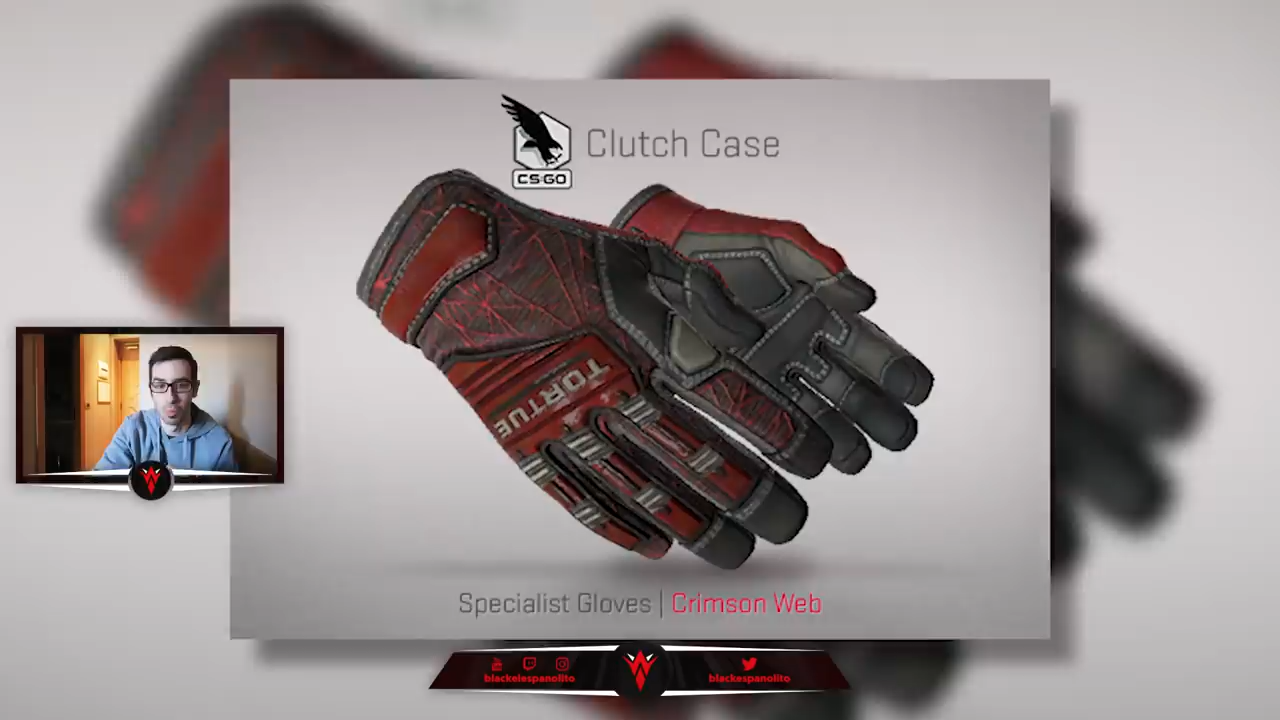 Clutch Case
CS:GO
TORTUE
Specialist Gloves | Crimson Web
blackelespanolito
blackespanolito